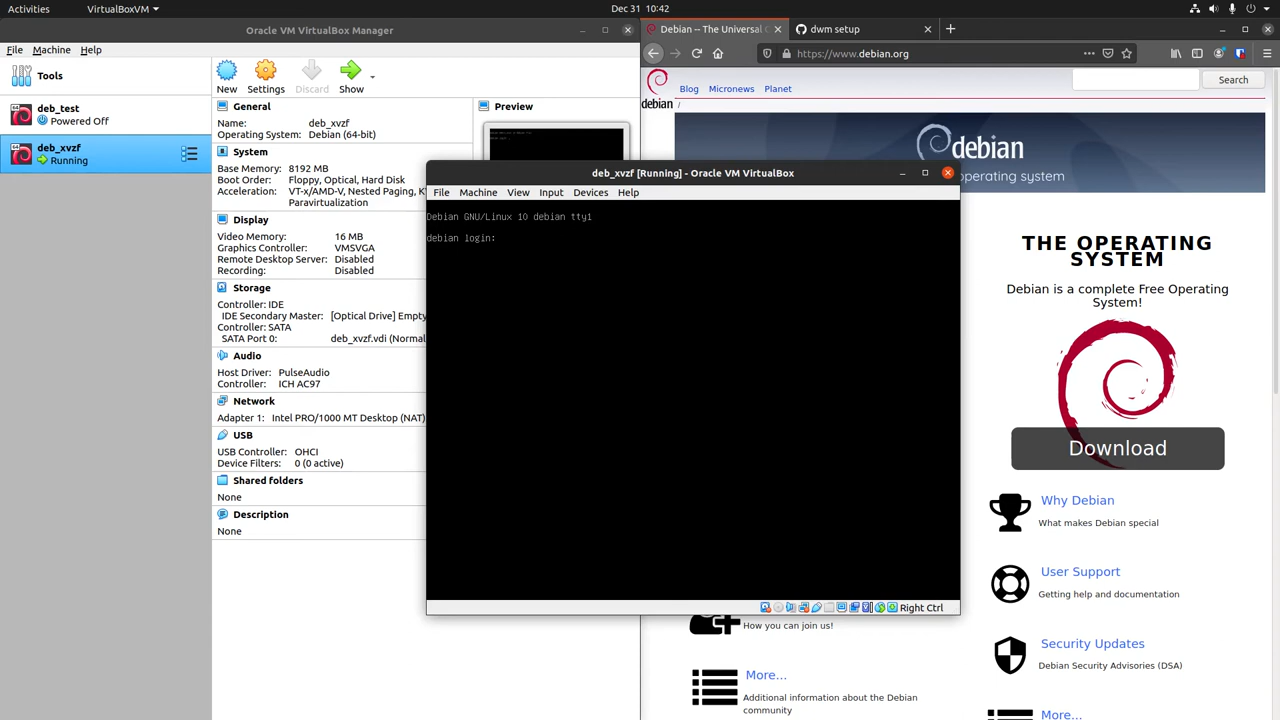 Activities
VirtualBoxVM
Dec 31 10:42
Oracle VM VirtualBox Manager
File Machine Help
Tools
deb_test
Powered Off
deb_xvzf
Running
New
Settings
Discard
Show
General
Name: deb_xvzf
Operating System: Debian (64-bit)
System
Base Memory: 8192 MB
Boot Order: Floppy, Optical, Hard Disk
Acceleration: VT-x/AMD-V, Nested Paging, K
Paravirtualization
Display
Video Memory: 16 MB
Graphics Controller: VMSVGA
Remote Desktop Server: Disabled
Recording: Disabled
Storage
Controller: IDE
IDE Secondary Master: [Optical Drive] Empty
Controller: SATA
SATA Port 0: deb_xvzf.vdi (Normal
Audio
Host Driver: PulseAudio
Controller: ICH AC97
Network
Adapter 1: Intel PRO/1000 MT Desktop (NAT)
USB
USB Controller: OHCI
Device Filters: 0 (0 active)
Shared folders
None
Description
None
Preview
deb_xvzf [Running] - Oracle VM VirtualBox
File Machine View Input Devices Help
Debian GNU/Linux 10 debian tty1
debian login:
Right Ctrl
Debian -- The Universal
dwm setup
https://www.debian.org
debian
Blog Micronews Planet
Search
/
debian
operating system
THE OPERATING
SYSTEM
Debian is a complete Free Operating
System!
Download
Why Debian
What makes Debian special
User Support
Getting help and documentation
How you can join us!
Security Updates
Debian Security Advisories (DSA)
More...
Additional information about the Debian
community
More...